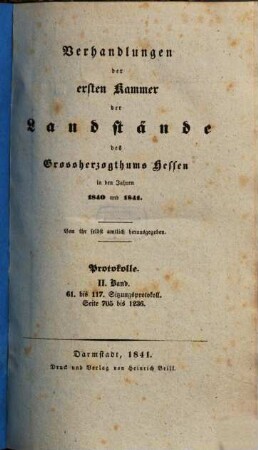 Verhandlungen
der
ersten Kammer
der
Landstände
des
Grossherzogthums Hessen
in den Jahren
1840 und 1841.
Von ihr selbst amtlich herausgegeben.
Protokolle.
II. Band.
61. bis 117. Sitzungsprotokoll.
Seite 705 bis 1236.
Darmstadt, 1841.
Druck und Verlag von Heinrich Brill.